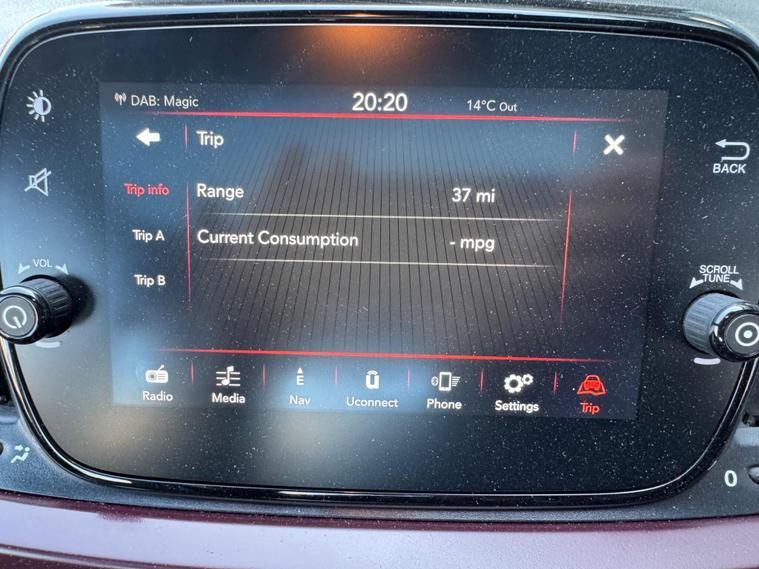 DAB: Magic 20:20 14°C Out
Trip
BACK
Trip info
Range 37 mi
Trip A
Current Consumption - mpg
Trip B
VOL
SCROLL
TUNE
E
Radio Media Nav Uconnect Phone Settings Trip
0